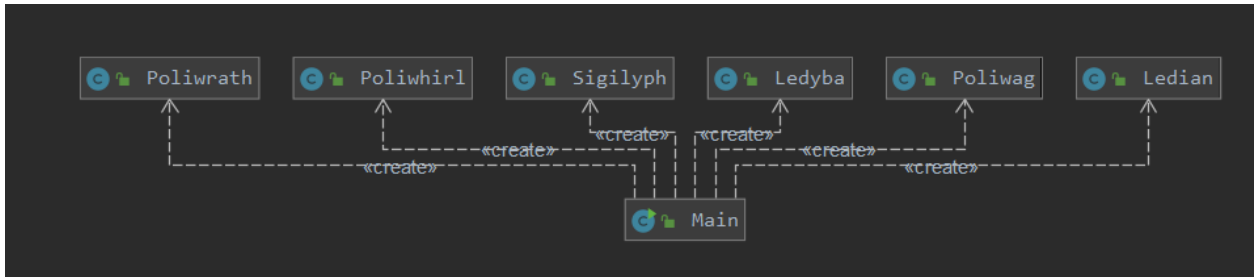 Poliwrath Poliwhirl Sigilyph Ledyba Poliwag Ledian
«create» «create»
«create» «create»
«create» «create»
Main